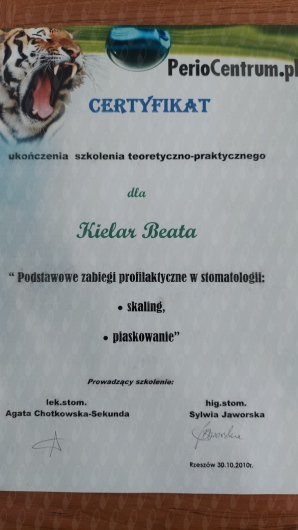 PerioCentrum.pl
CERTYFIKAT
ukończenia szkolenia teoretyczno-praktycznego
dla
Kielar Beata
“ Podstawowe zabiegi profilaktyczne w stomatologii:
• skaling,
• piaskowanie”
Prowadzący szkolenie:
lek.stom. hig.stom.
Agata Chotkowska-Sekunda Sylwia Jaworska
Jaworska
Rzeszów 30.10.2010r.